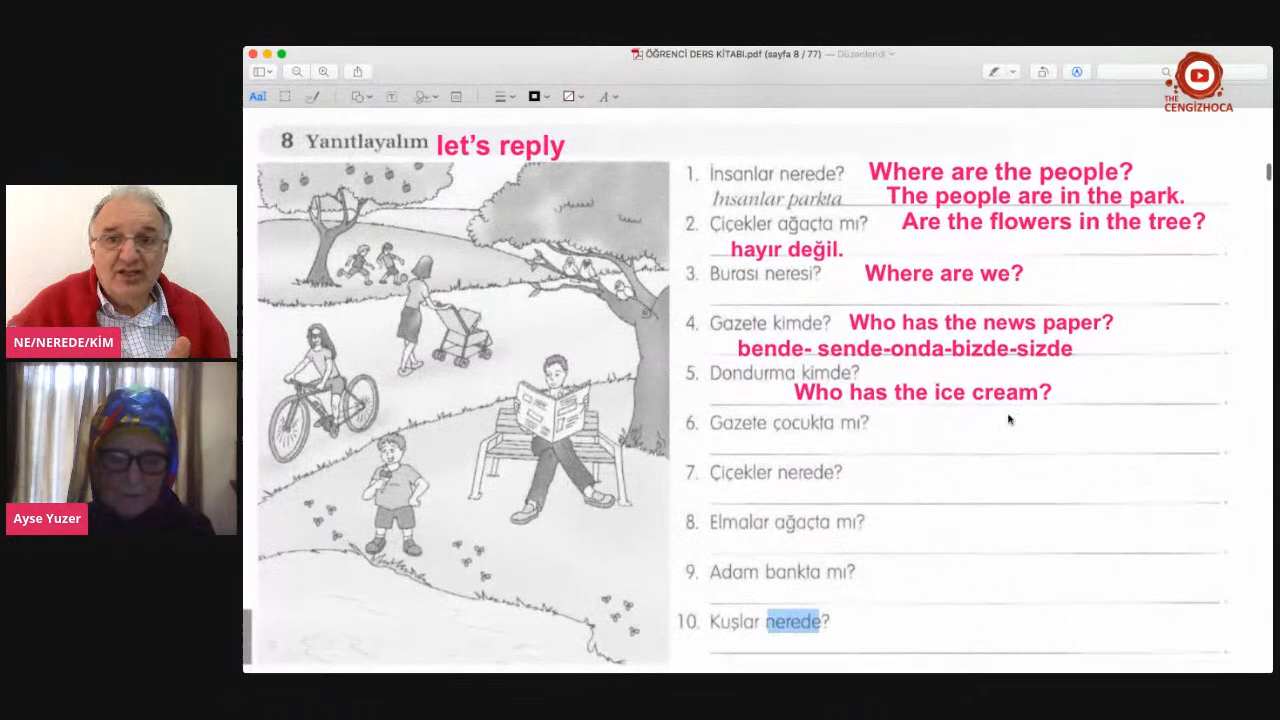 ÖĞRENCİ DERS KİTABI.pdf (sayfa 8 / 77) — Düzenlendi
THE
CENGİZHOCA
8 Yanıtlayalım let's reply
1. İnsanlar nerede? Where are the people?
İnsanlar parkta The people are in the park.
2. Çiçekler ağaçta mı? Are the flowers in the tree?
hayır değil.
3. Burası neresi? Where are we?
4. Gazete kimde? Who has the news paper?
bende- sende-onda-bizde-sizde
5. Dondurma kimde?
Who has the ice cream?
6. Gazete çocukta mı?
7. Çiçekler nerede?
8. Elmalar ağaçta mı?
9. Adam bankta mı?
10. Kuşlar nerede?
NE/NEREDE/KİM
Ayse Yuzer